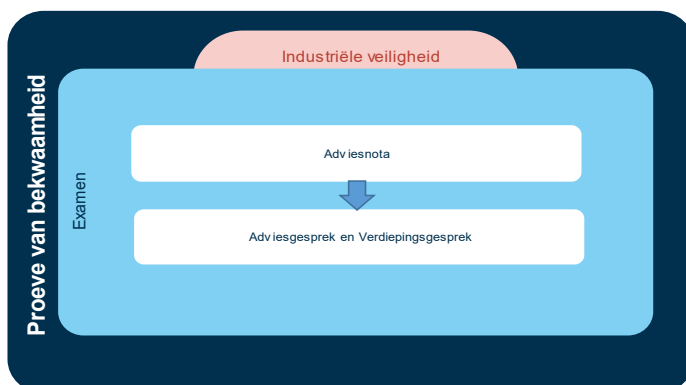 Industriële veiligheid
Proeve van bekwaamheid
Examen
Adviesnota
Adviesgesprek en Verdiepingsgesprek